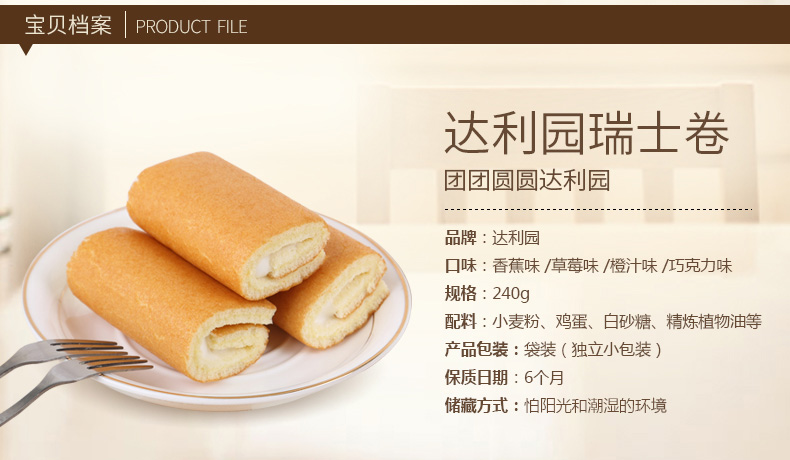 宝贝档案 PRODUCT FILE
达利园瑞士卷
团团圆圆达利园
品牌：达利园
口味：香蕉味 /草莓味 /橙汁味 /巧克力味
规格：240g
配料：小麦粉、鸡蛋、白砂糖、精炼植物油等
产品包装：袋装（独立小包装）
保质日期：6个月
储藏方式：怕阳光和潮湿的环境